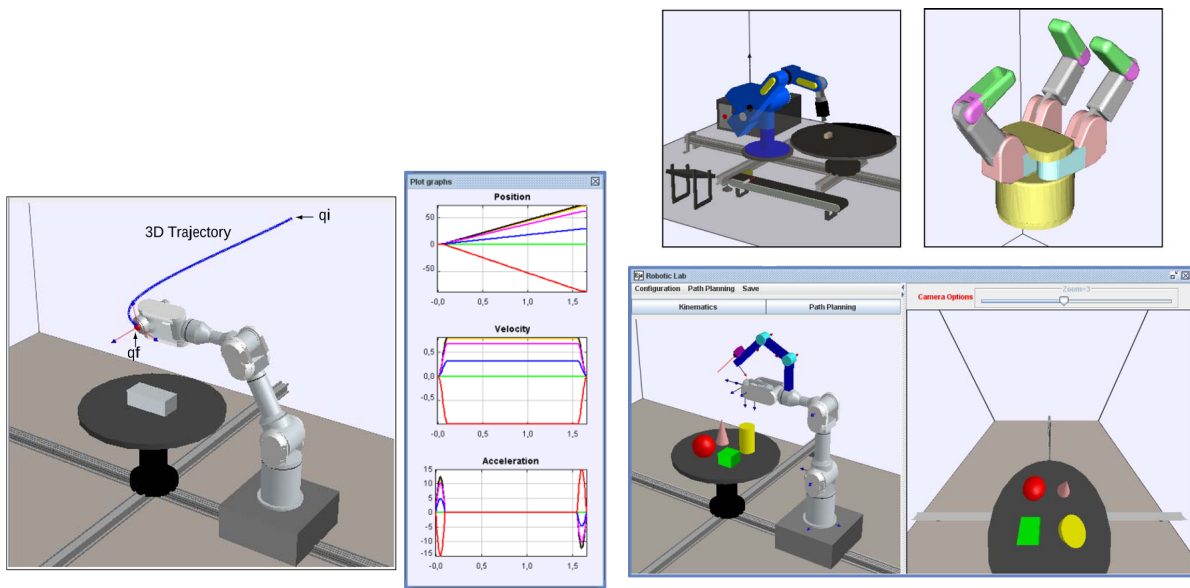 qi
3D Trajectory
qf
Plot graphs
Position
50
0
-50
-0,0 0,5 1,0 1,5
Velocity
0,5
0,0
-0,5
-0,0 0,5 1,0 1,5
Acceleration
15
10
5
0
-5
-10
-15
-0,0 0,5 1,0 1,5
Ejs Robotic Lab
Configuration Path Planning Save
Kinematics Path Planning
Camera Options
Zoom=3